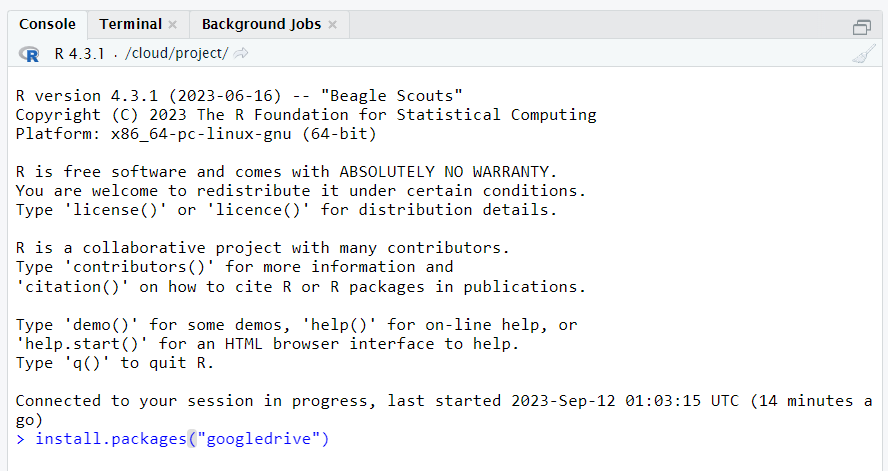 Console Terminal × Background Jobs ×
R R 4.3.1 · /cloud/project/
R version 4.3.1 (2023-06-16) -- "Beagle Scouts"
Copyright (C) 2023 The R Foundation for Statistical Computing
Platform: x86_64-pc-linux-gnu (64-bit)
R is free software and comes with ABSOLUTELY NO WARRANTY.
You are welcome to redistribute it under certain conditions.
Type 'license()' or 'licence()' for distribution details.
R is a collaborative project with many contributors.
Type 'contributors()' for more information and
'citation()' on how to cite R or R packages in publications.
Type 'demo()' for some demos, 'help()' for on-line help, or
'help.start()' for an HTML browser interface to help.
Type 'q()' to quit R.
Connected to your session in progress, last started 2023-Sep-12 01:03:15 UTC (14 minutes a
go)
> install.packages("googledrive")